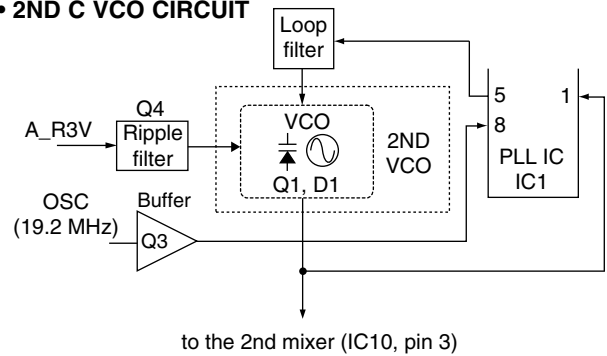 • 2ND C VCO CIRCUIT
Loop
filter
Q4
A_R3V
Ripple
filter
VCO
Q1, D1
2ND
VCO
5
1
8
PLL IC
IC1
OSC
(19.2 MHz)
Buffer
Q3
to the 2nd mixer (IC10, pin 3)